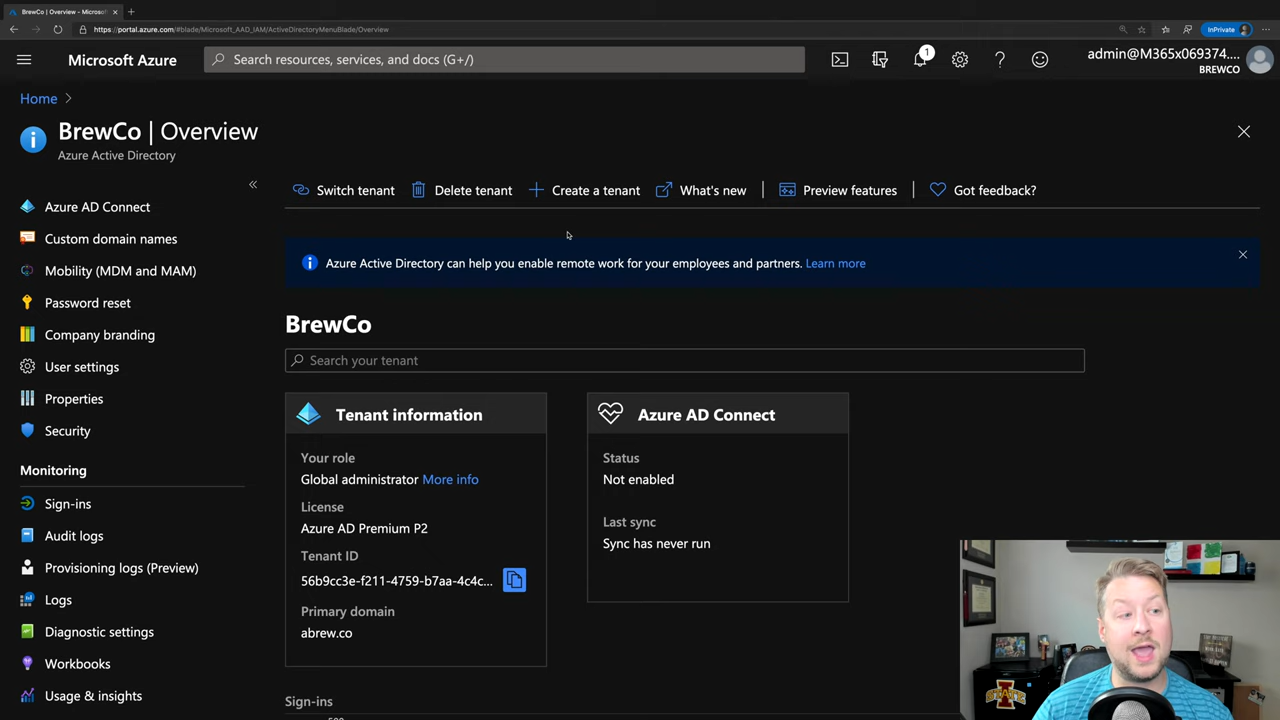 BrewCo | Overview - Microsoft
https://portal.azure.com/#blade/Microsoft_AAD_IAM/ActiveDirectoryMenuBlade/Overview
InPrivate
Microsoft Azure
Search resources, services, and docs (G+/)
1
admin@M365x069374....
BREWCO
Home
BrewCo | Overview
Azure Active Directory
Switch tenant
Delete tenant
Create a tenant
What's new
Preview features
Got feedback?
Azure AD Connect
Custom domain names
Mobility (MDM and MAM)
Password reset
Company branding
User settings
Properties
Security
Monitoring
Sign-ins
Audit logs
Provisioning logs (Preview)
Logs
Diagnostic settings
Workbooks
Usage & insights
Azure Active Directory can help you enable remote work for your employees and partners. Learn more
BrewCo
Search your tenant
Tenant information
Your role
Global administrator More info
License
Azure AD Premium P2
Tenant ID
56b9cc3e-f211-4759-b7aa-4c4c...
Primary domain
abrew.co
Azure AD Connect
Status
Not enabled
Last sync
Sync has never run
Sign-ins
500